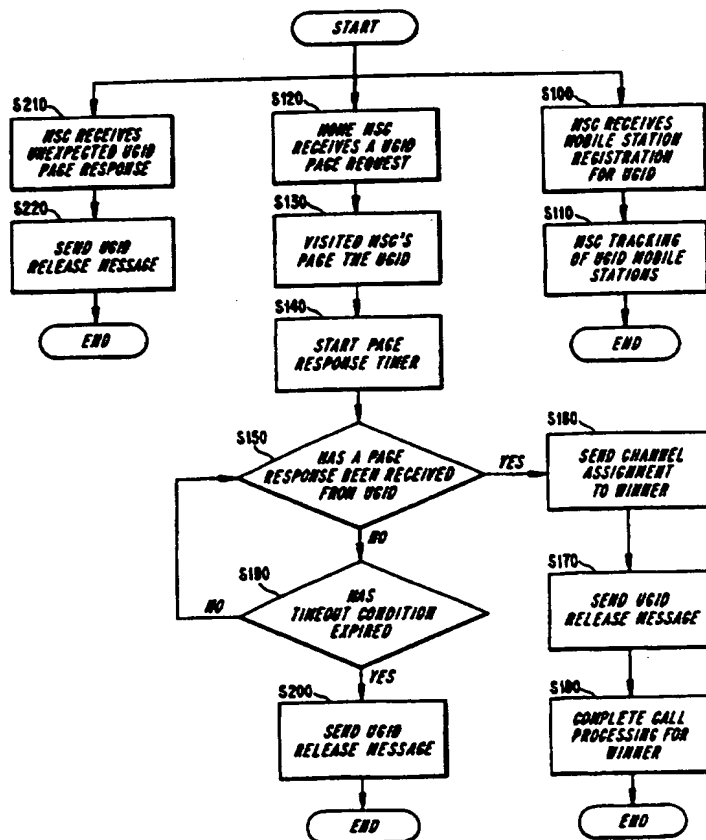 START
S210
MSC RECEIVES
UNEXPECTED UGID
PAGE RESPONSE
S220
SEND UGID
RELEASE MESSAGE
END
S120
HOME MSC
RECEIVES A UGID
PAGE REQUEST
S130
VISITED MSC'S
PAGE THE UGID
S140
START PAGE
RESPONSE TIMER
S150
HAS A PAGE
RESPONSE BEEN RECEIVED
FROM UGID
YES
NO
S190
HAS
TIMEOUT CONDITION
EXPIRED
NO
YES
S200
SEND UGID
RELEASE MESSAGE
END
S100
MSC RECEIVES
MOBILE STATION
REGISTRATION
FOR UGID
S110
MSC TRACKING
OF UGID MOBILE
STATIONS
END
S160
SEND CHANNEL
ASSIGNMENT
TO WINNER
S170
SEND UGID
RELEASE MESSAGE
S180
COMPLETE CALL
PROCESSING FOR
WINNER
END